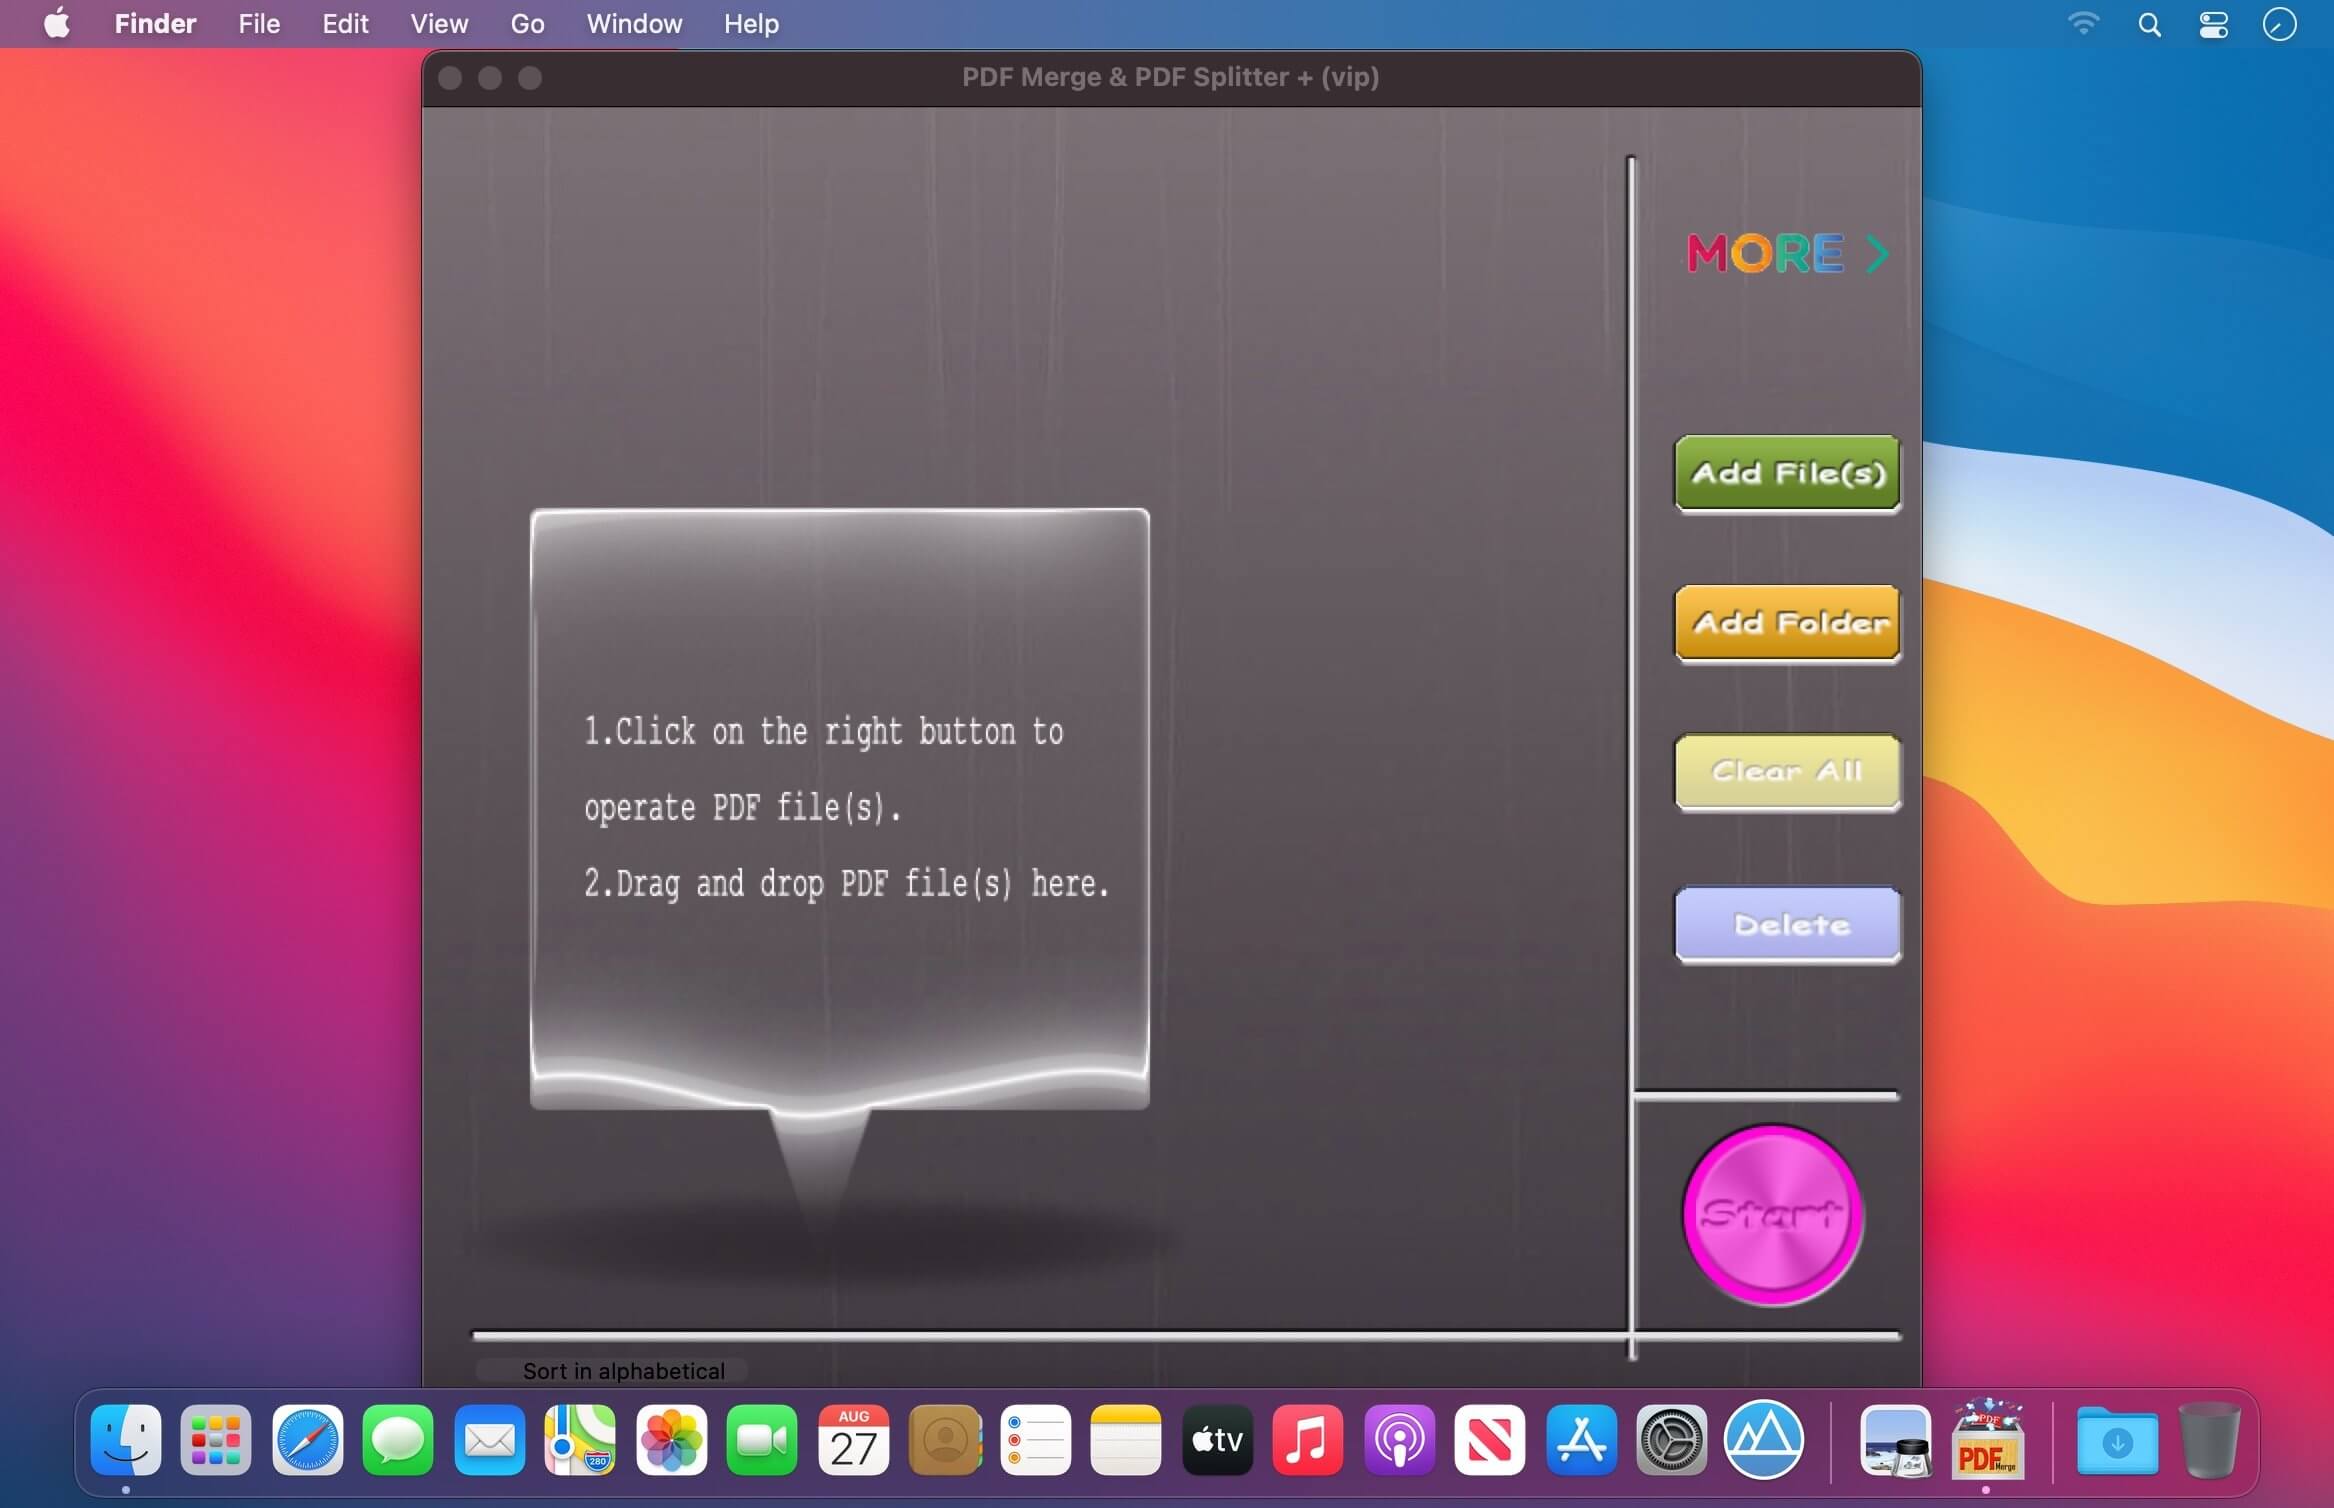 Finder File Edit View Go Window Help
PDF Merge & PDF Splitter + (vip)
MORE >
Add File(s)
Add Folder
1.Click on the right button to
operate PDF file(s).
2.Drag and drop PDF file(s) here.
Clear All
Delete
Start
Sort in alphabetical
AUG
27
280
tv
PDF
PDF Merge